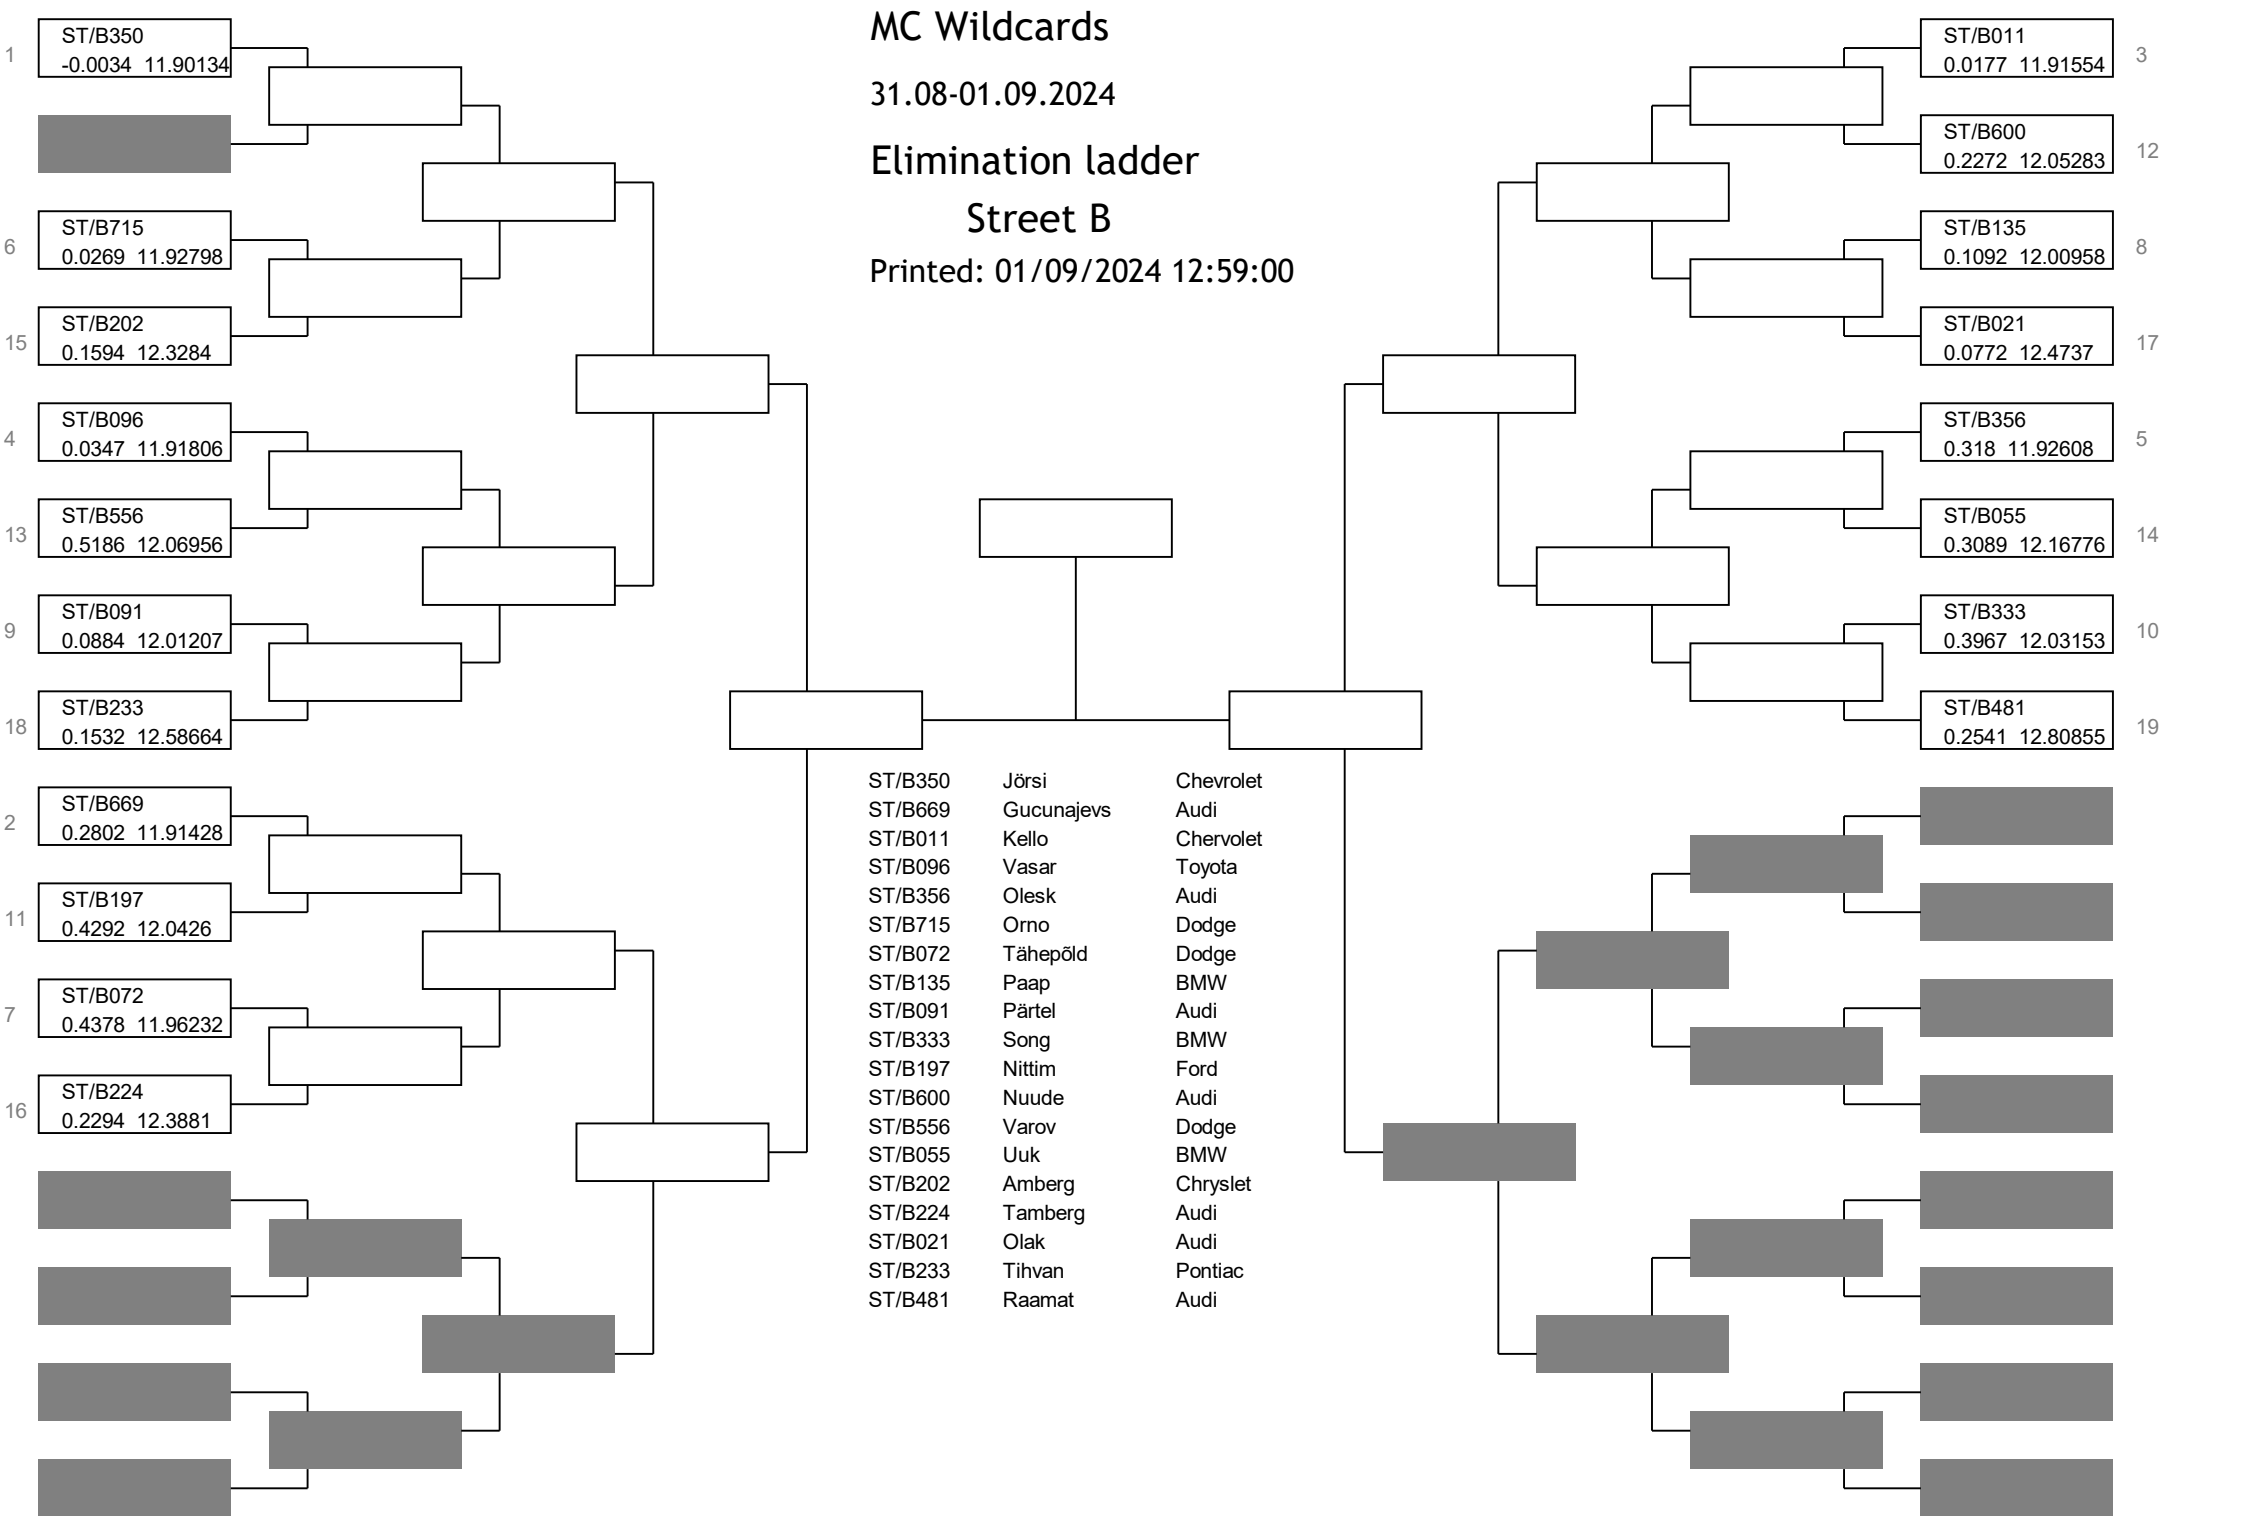 MC Wildcards
31.08-01.09.2024
Elimination ladder
Street B
Printed: 01/09/2024 12:59:00
1
ST/B350
-0.0034 11.90134
6
ST/B715
0.0269 11.92798
15
ST/B202
0.1594 12.3284
4
ST/B096
0.0347 11.91806
13
ST/B556
0.5186 12.06956
9
ST/B091
0.0884 12.01207
18
ST/B233
0.1532 12.58664
2
ST/B669
0.2802 11.91428
11
ST/B197
0.4292 12.0426
7
ST/B072
0.4378 11.96232
16
ST/B224
0.2294 12.3881
ST/B011
0.0177 11.91554
3
ST/B600
0.2272 12.05283
12
ST/B135
0.1092 12.00958
8
ST/B021
0.0772 12.4737
17
ST/B356
0.318 11.92608
5
ST/B055
0.3089 12.16776
14
ST/B333
0.3967 12.03153
10
ST/B481
0.2541 12.80855
19
ST/B350 Jörsi Chevrolet
ST/B669 Gucunajevs Audi
ST/B011 Kello Chervolet
ST/B096 Vasar Toyota
ST/B356 Olesk Audi
ST/B715 Orno Dodge
ST/B072 Tähepõld Dodge
ST/B135 Paap BMW
ST/B091 Pärtel Audi
ST/B333 Song BMW
ST/B197 Nittim Ford
ST/B600 Nuude Audi
ST/B556 Varov Dodge
ST/B055 Uuk BMW
ST/B202 Amberg Chryslet
ST/B224 Tamberg Audi
ST/B021 Olak Audi
ST/B233 Tihvan Pontiac
ST/B481 Raamat Audi